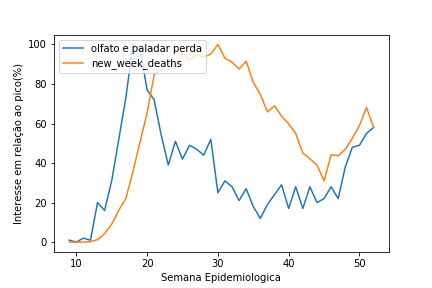 olfato e paladar perda
new_week_deaths
Interesse em relação ao pico(%)
100
80
60
40
20
0
10
20
30
40
50
Semana Epidemiologica